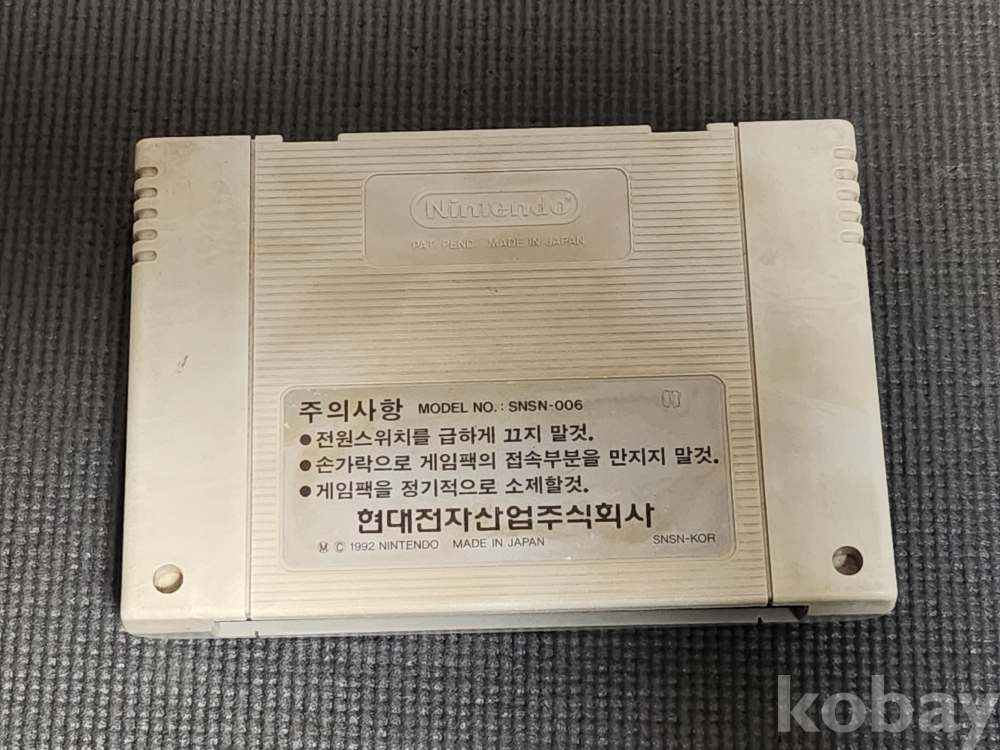 Nintendo®
PAT. PEND. MADE IN JAPAN
주의사항 MODEL NO.: SNSN-006
●전원스위치를 급하게 끄지 말것.
●손가락으로 게임팩의 접속부분을 만지지 말것.
●게임팩을 정기적으로 소제할것.
현대전자산업주식회사
Ⓜ © 1992 NINTENDO MADE IN JAPAN SNSN-KOR
kobay